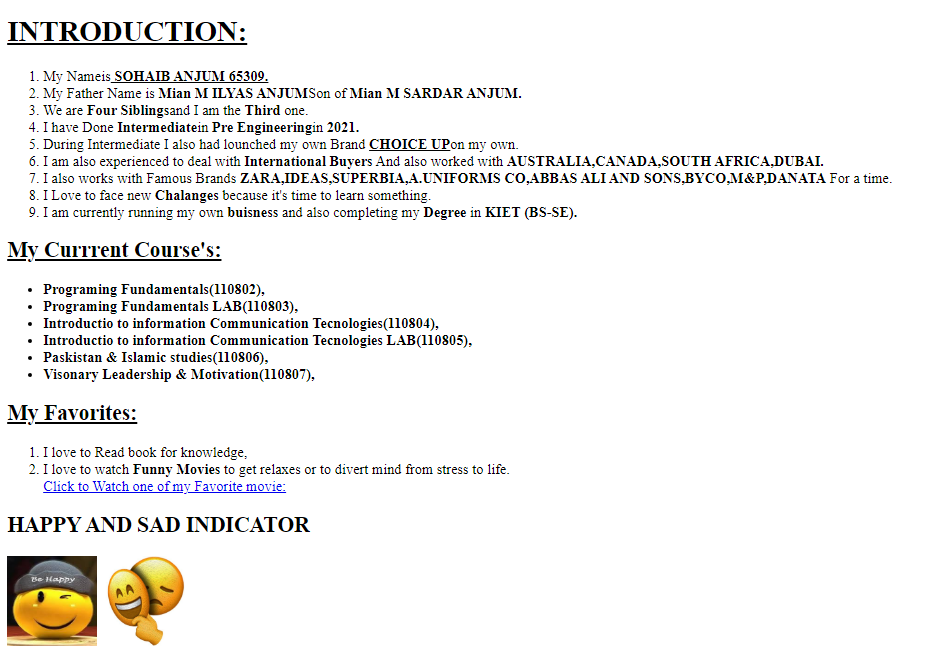 INTRODUCTION:
1. My Nameis SOHAIB ANJUM 65309.
2. My Father Name is Mian M ILYAS ANJUMSon of Mian M SARDAR ANJUM.
3. We are Four Siblingsand I am the Third one.
4. I have Done Intermediatein Pre Engineeringin 2021.
5. During Intermediate I also had lounched my own Brand CHOICE UPon my own.
6. I am also experienced to deal with International Buyers And also worked with AUSTRALIA,CANADA,SOUTH AFRICA,DUBAI.
7. I also works with Famous Brands ZARA,IDEAS,SUPERBIA,A.UNIFORMS CO,ABBAS ALI AND SONS,BYCO,M&P,DANATA For a time.
8. I Love to face new Chalanges because it's time to learn something.
9. I am currently running my own buisness and also completing my Degree in KIET (BS-SE).
My Currrent Course's:
• Programing Fundamentals(110802),
• Programing Fundamentals LAB(110803),
• Introductio to information Communication Tecnologies(110804),
• Introductio to information Communication Tecnologies LAB(110805),
• Paskistan & Islamic studies(110806),
• Visonary Leadership & Motivation(110807),
My Favorites:
1. I love to Read book for knowledge,
2. I love to watch Funny Movies to get relaxes or to divert mind from stress to life.
Click to Watch one of my Favorite movie:
HAPPY AND SAD INDICATOR
Be Happy